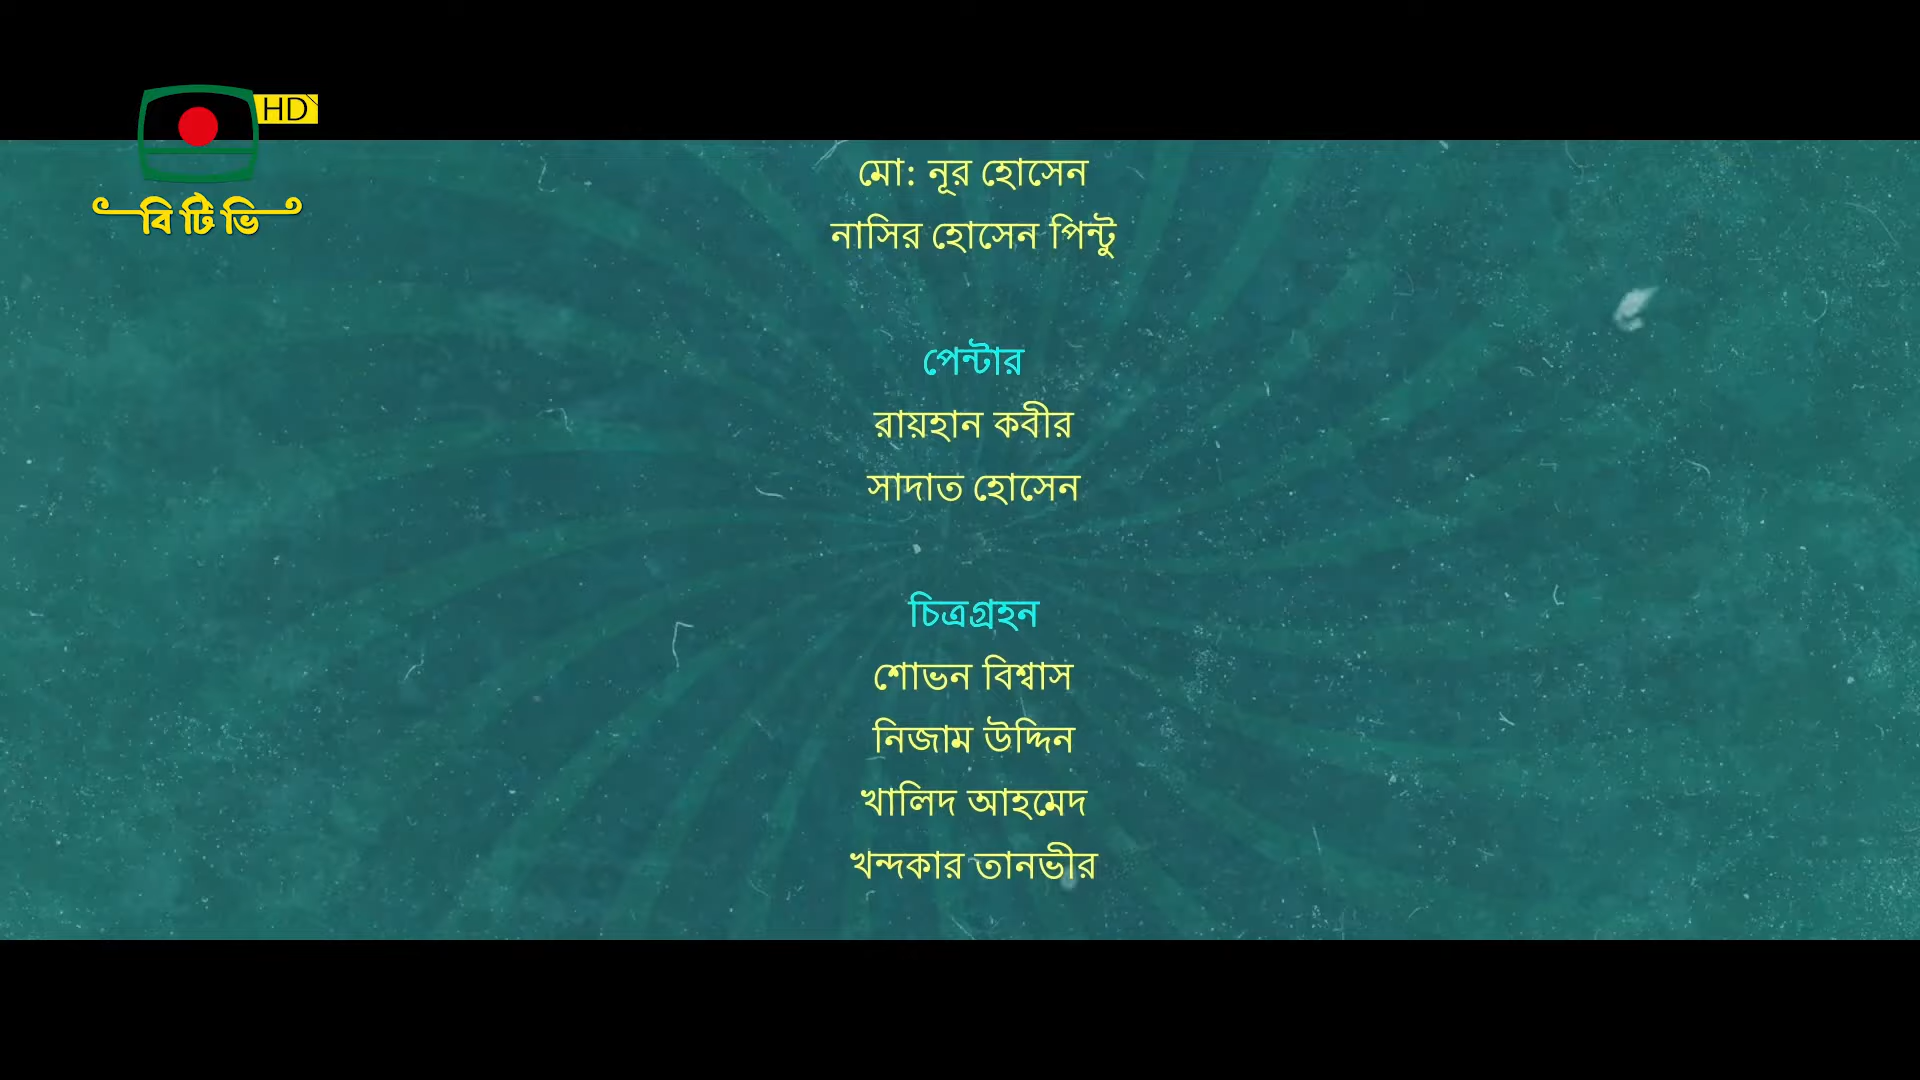 HD
বিটিভি
মো: নূর হোসেন
নাসির হোসেন পিন্টু
পেন্টার
রায়হান কবীর
সাদাত হোসেন
চিত্রগ্রহন
শোভন বিশ্বাস
নিজাম উদ্দিন
খালিদ আহমেদ
খন্দকার তানভীর